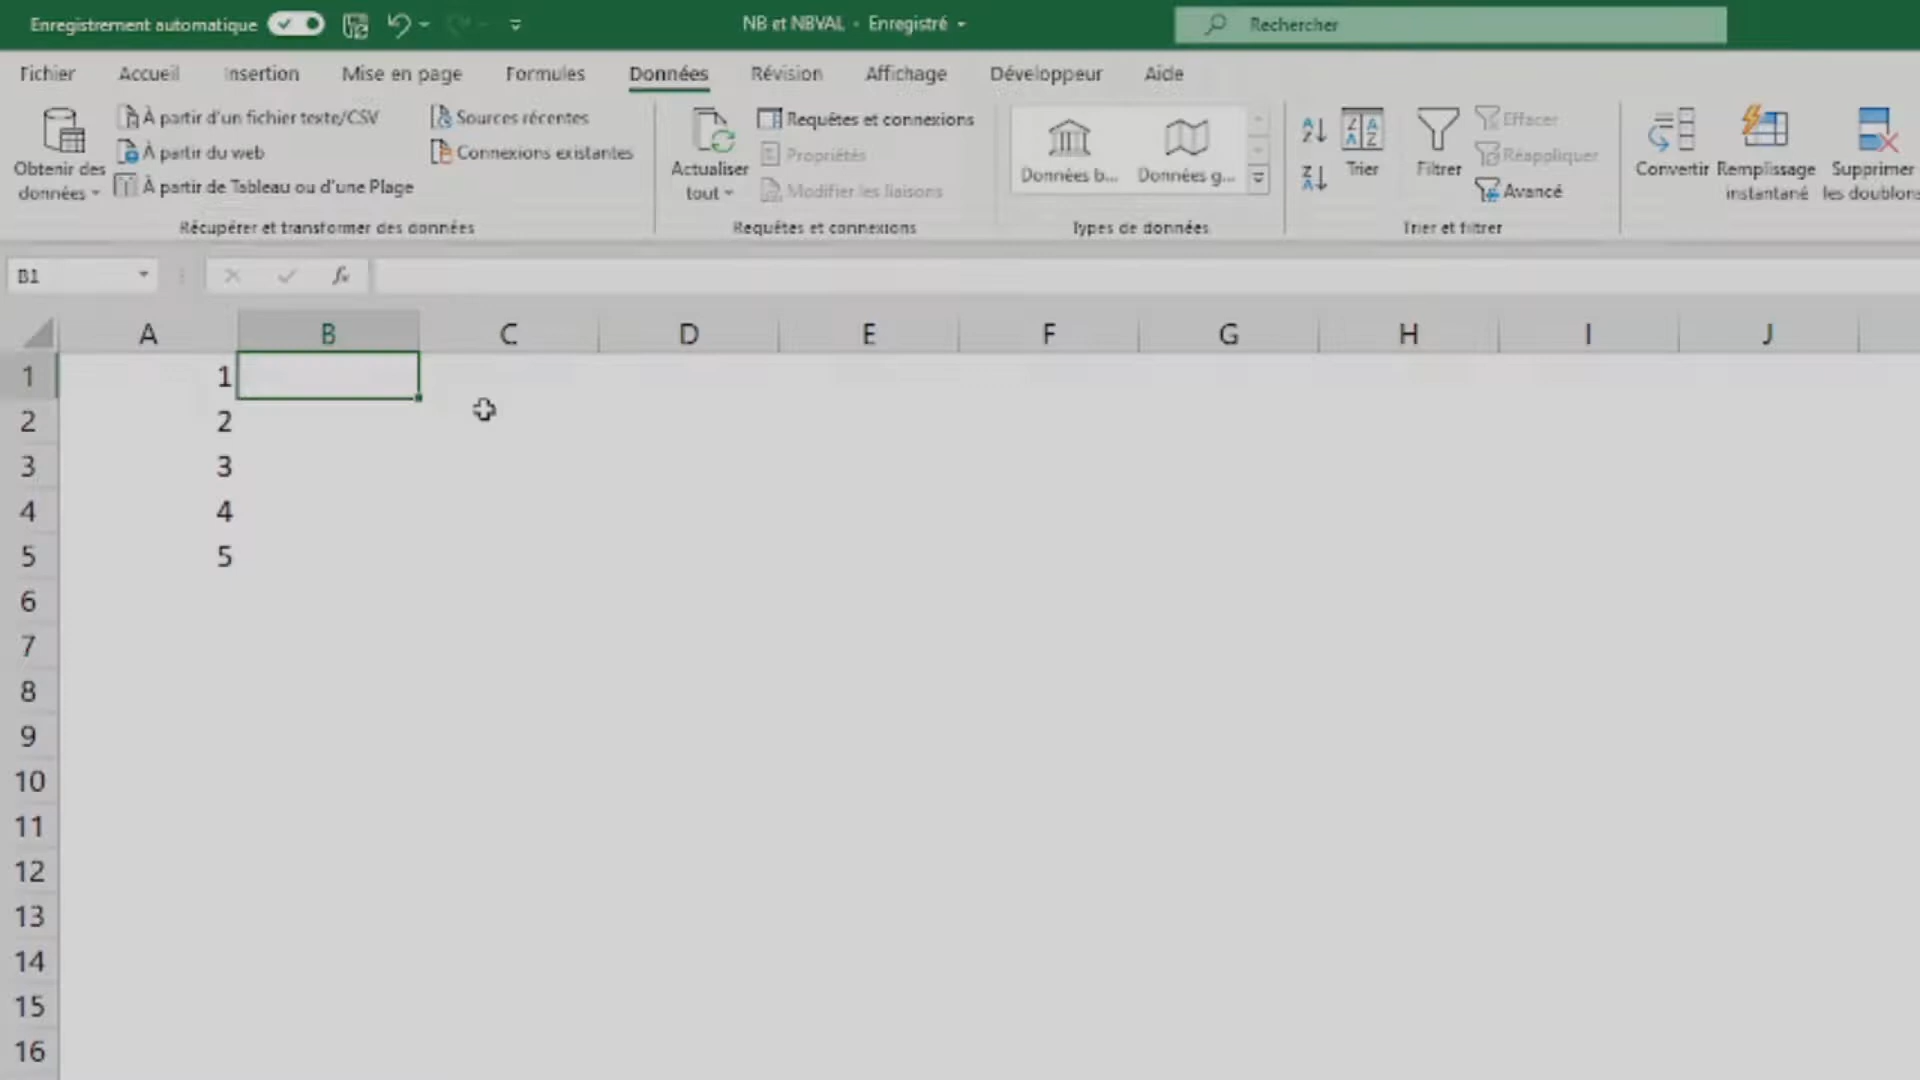 Enregistrement automatique
NB et NBVAL - Enregistré
Rechercher
Fichier Accueil Insertion Mise en page Formules Données Révision Affichage Développeur Aide
Obtenir des
données
À partir d'un fichier texte/CSV
À partir du web
À partir de Tableau ou d'une Plage
Sources récentes
Connexions existantes
Récupérer et transformer des données
Actualiser
tout
Requêtes et connexions
Propriétés
Modifier les liaisons
Requêtes et connexions
Données b...
Données g...
Types de données
Trier
Filtrer
Effacer
Réappliquer
Avancé
Trier et filtrer
Convertir
Remplissage
instantané
Supprimer
les doublons
B1
fx
A B C D E F G H I J
1 1
2 2
3 3
4 4
5 5
6
7
8
9
10
11
12
13
14
15
16